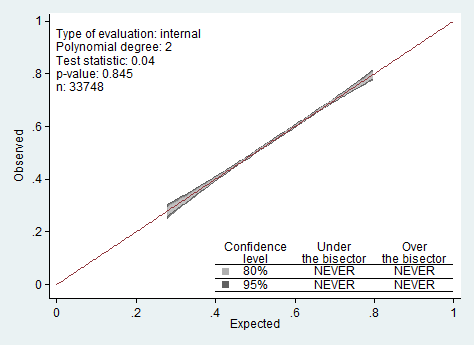 Type of evaluation: internal
Polynomial degree: 2
Test statistic: 0.04
p-value: 0.845
n: 33748
Observed
1
.8
.6
.4
.2
0
Confidence level Under the bisector Over the bisector
80% NEVER NEVER
95% NEVER NEVER
0 .2 .4 .6 .8 1
Expected